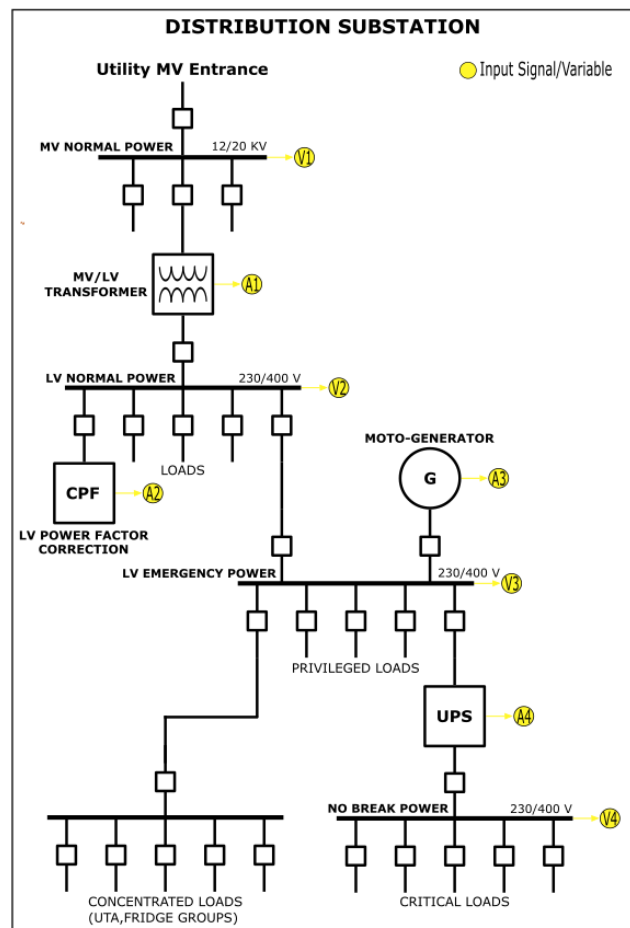 DISTRIBUTION SUBSTATION
Utility MV Entrance
Input Signal/Variable
MV NORMAL POWER
12/20 KV
V1
MV/LV
TRANSFORMER
A1
LV NORMAL POWER
230/400 V
V2
MOTO-GENERATOR
LOADS
G
A3
CPF
A2
LV POWER FACTOR
CORRECTION
LV EMERGENCY POWER
230/400 V
V3
PRIVILEGED LOADS
UPS
A4
NO BREAK POWER
230/400 V
V4
CONCENTRATED LOADS
(UTA,FRIDGE GROUPS)
CRITICAL LOADS